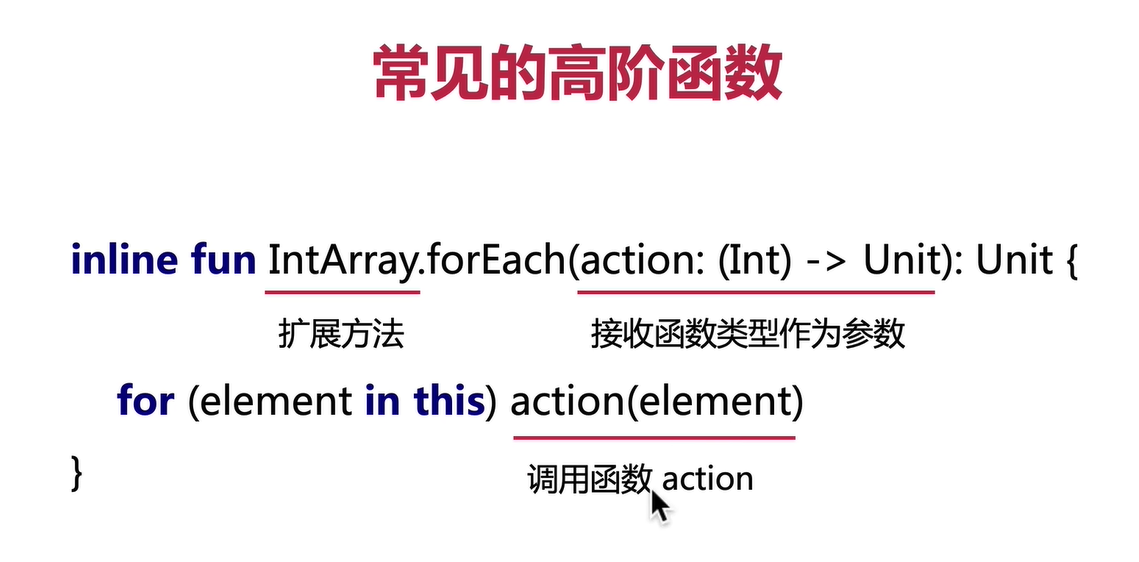 常见的高阶函数
inline fun IntArray.forEach(action: (Int) -> Unit): Unit {
扩展方法 接收函数类型作为参数
for (element in this) action(element)
}
调用函数 action